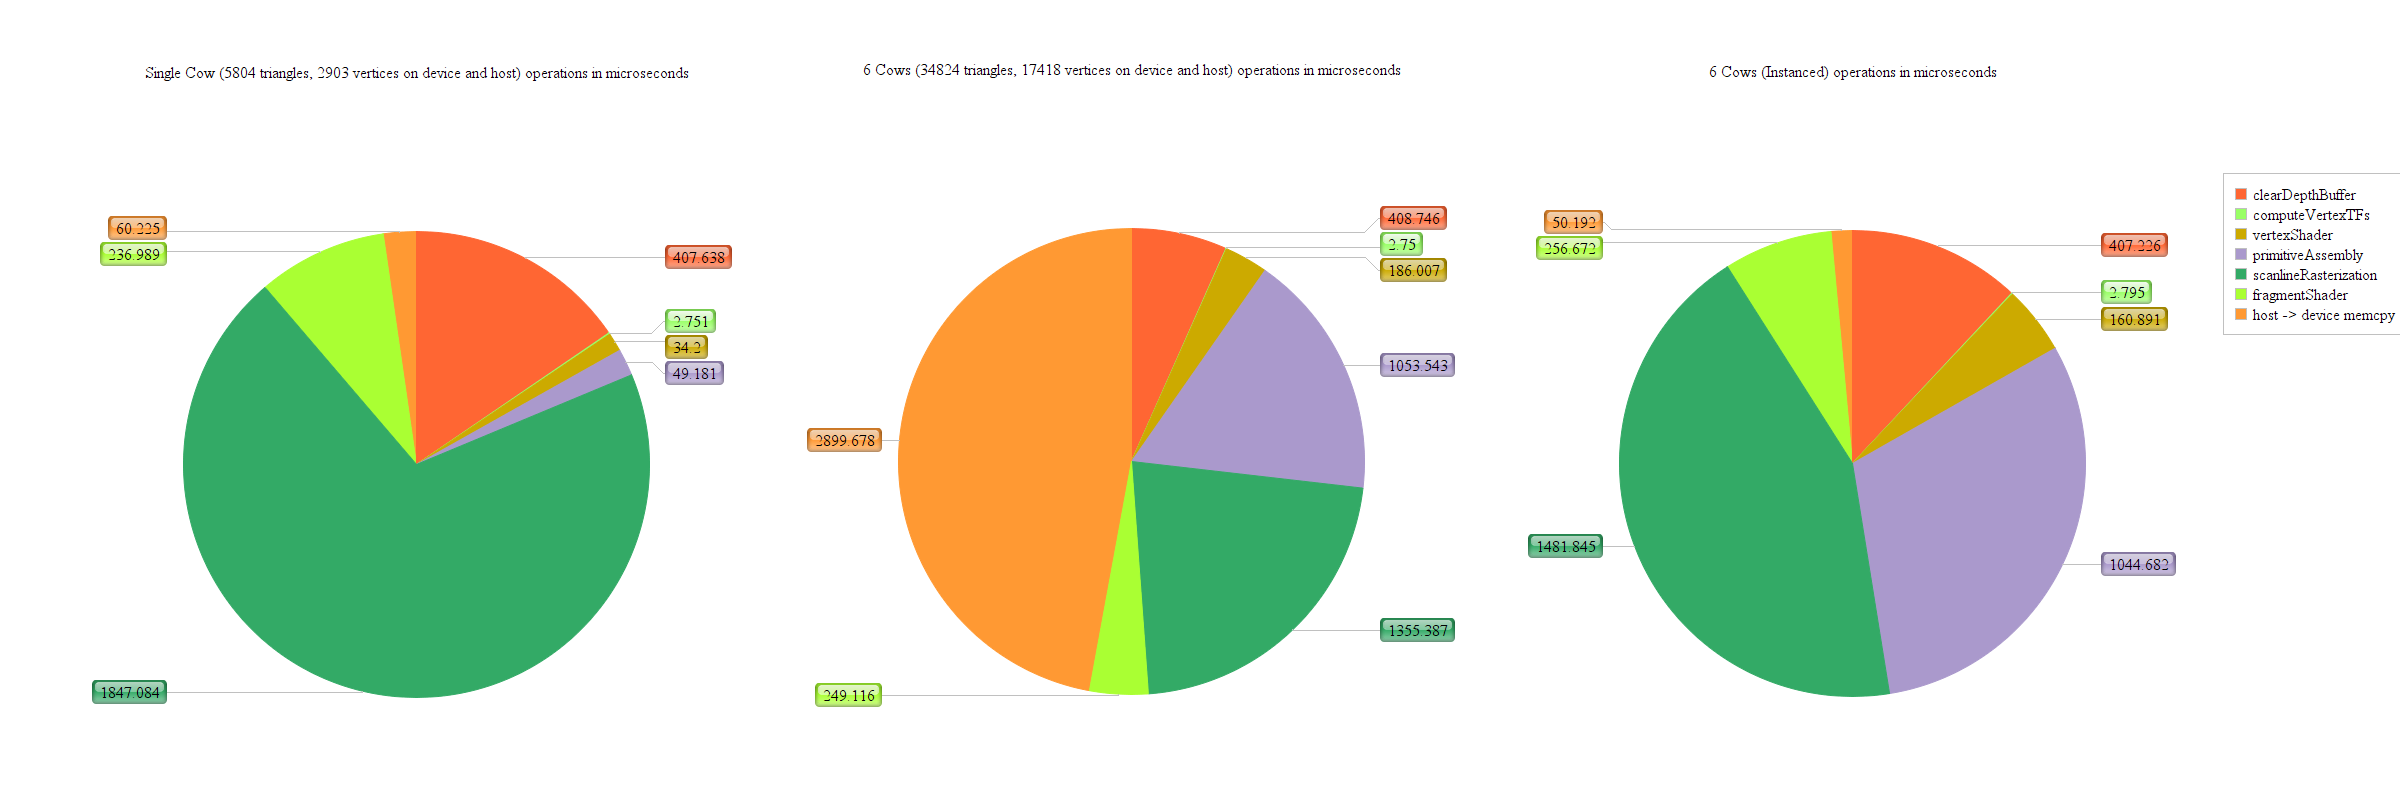 Single Cow (5804 triangles, 2903 vertices on device and host) operations in microseconds
60.225
236.989
407.638
2.751
34.2
49.181
1847.084
6 Cows (34824 triangles, 17418 vertices on device and host) operations in microseconds
408.746
2.75
186.007
1053.543
2899.678
1355.387
249.116
6 Cows (Instanced) operations in microseconds
50.192
256.672
407.226
2.795
160.891
1481.845
1044.682
clearDepthBuffer
computeVertexTFs
vertexShader
primitiveAssembly
scanlineRasterization
fragmentShader
host -> device memcpy